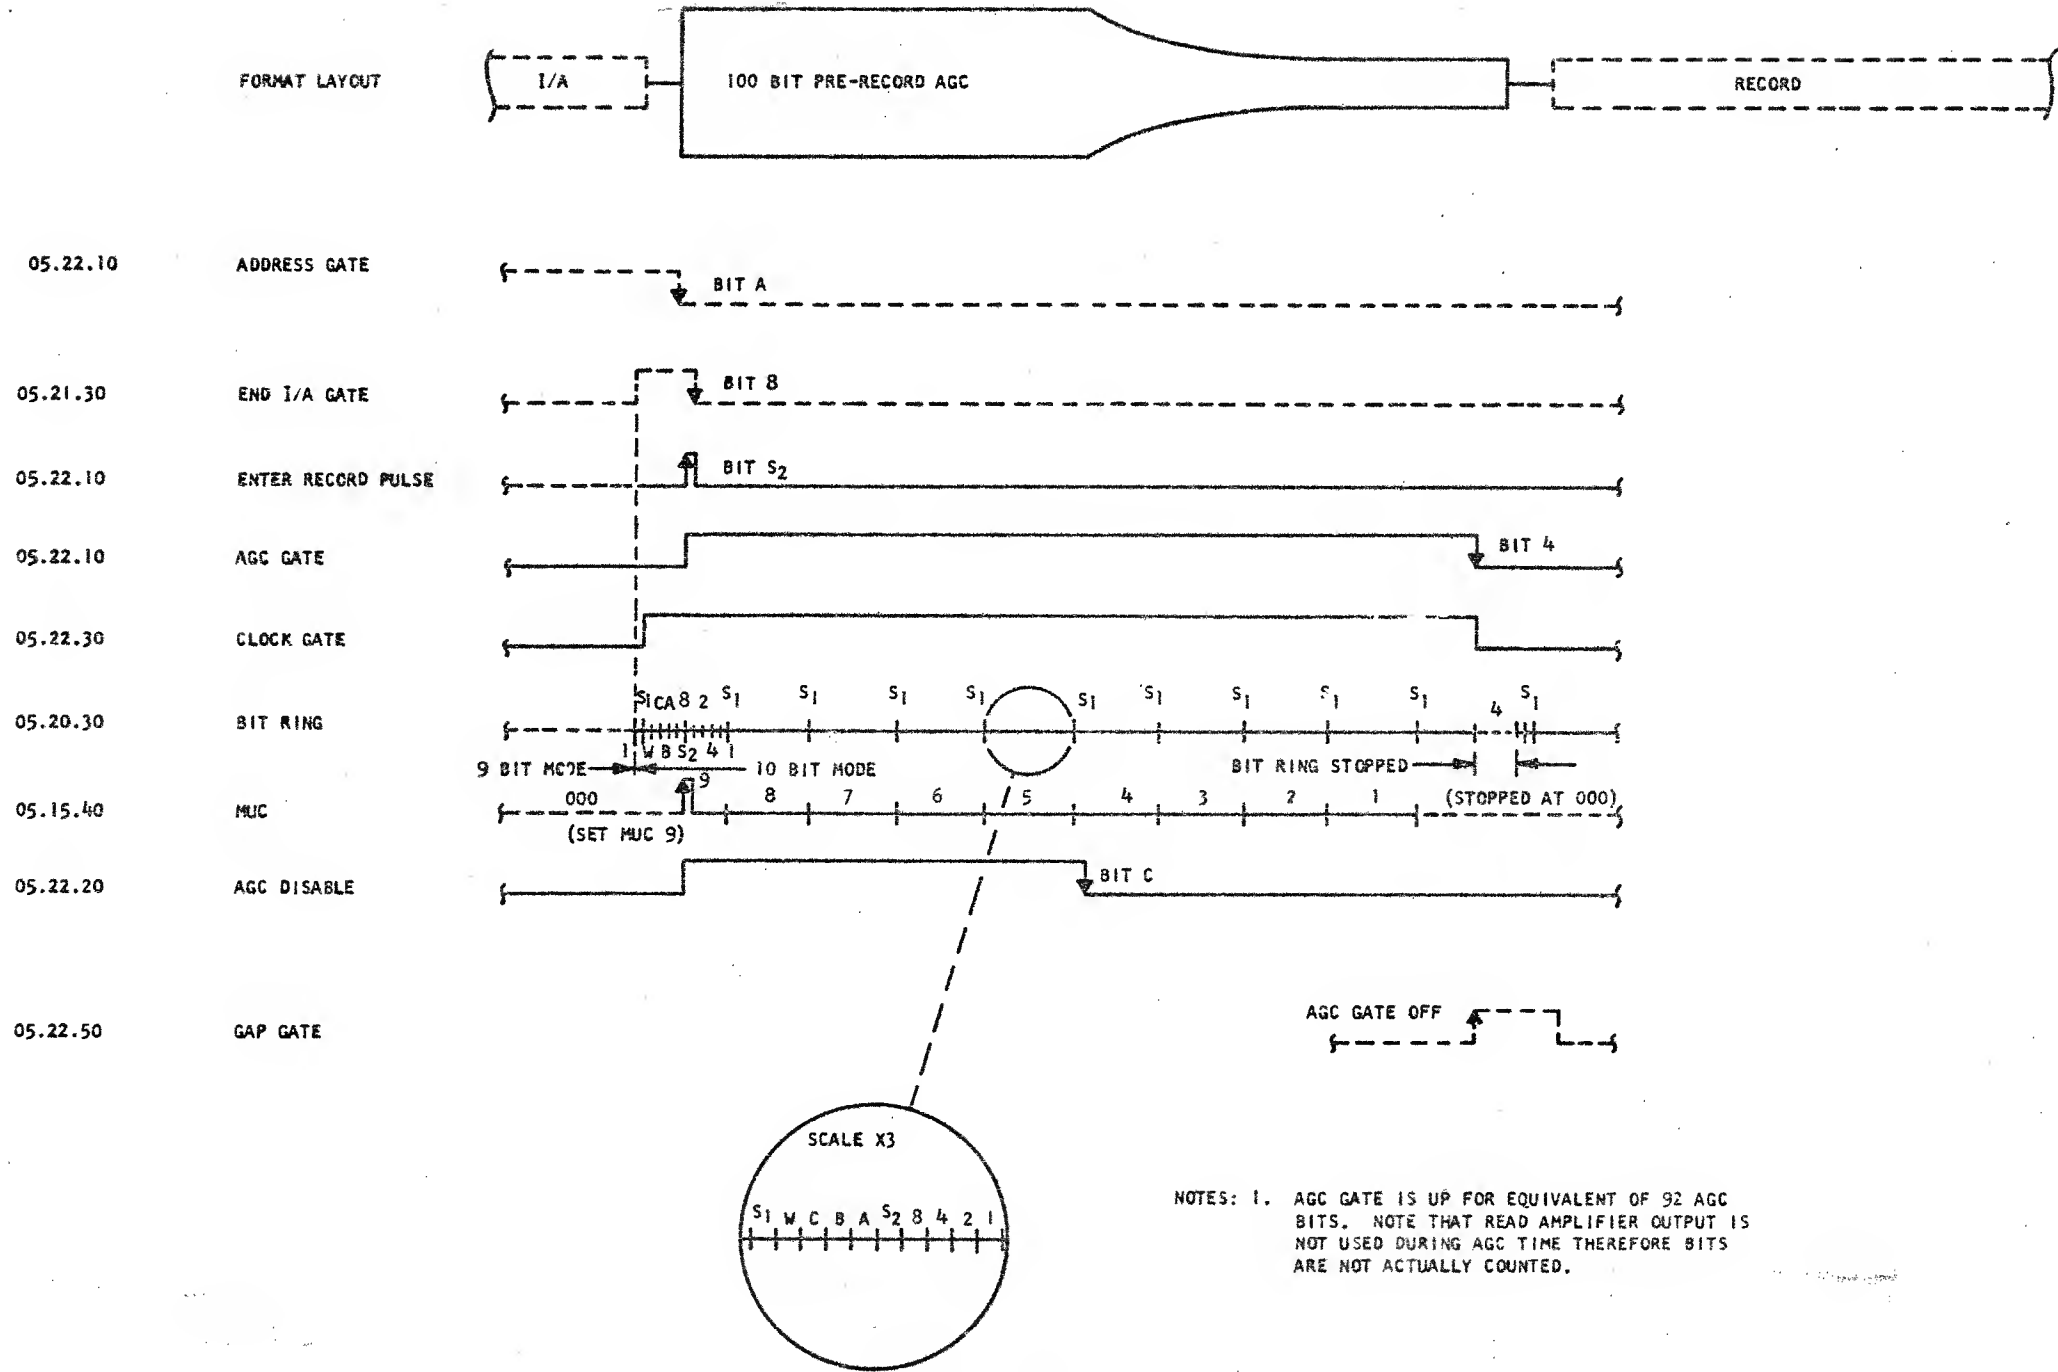 FORMAT LAYOUT I/A 100 BIT PRE-RECORD AGC RECORD
05.22.10 ADDRESS GATE BIT A
05.21.30 END I/A GATE BIT 8
05.22.10 ENTER RECORD PULSE BIT S2
05.22.10 AGC GATE BIT 4
05.22.30 CLOCK GATE
S1 C A 8 2 S1 S1 S1 S1 S1 S1 S1 S1 S1 4 S1
05.20.30 BIT RING
1 W B S2 4 1
9 BIT MODE 10 BIT MODE BIT RING STOPPED
05.15.40 MUC 000 9 8 7 6 5 4 3 2 1 (STOPPED AT 000)
(SET MUC 9)
05.22.20 AGC DISABLE BIT C
AGC GATE OFF
05.22.50 GAP GATE
SCALE X3
S1 W C B A S2 8 4 2 1
NOTES: 1. AGC GATE IS UP FOR EQUIVALENT OF 92 AGC
BITS. NOTE THAT READ AMPLIFIER OUTPUT IS
NOT USED DURING AGC TIME THEREFORE BITS
ARE NOT ACTUALLY COUNTED.